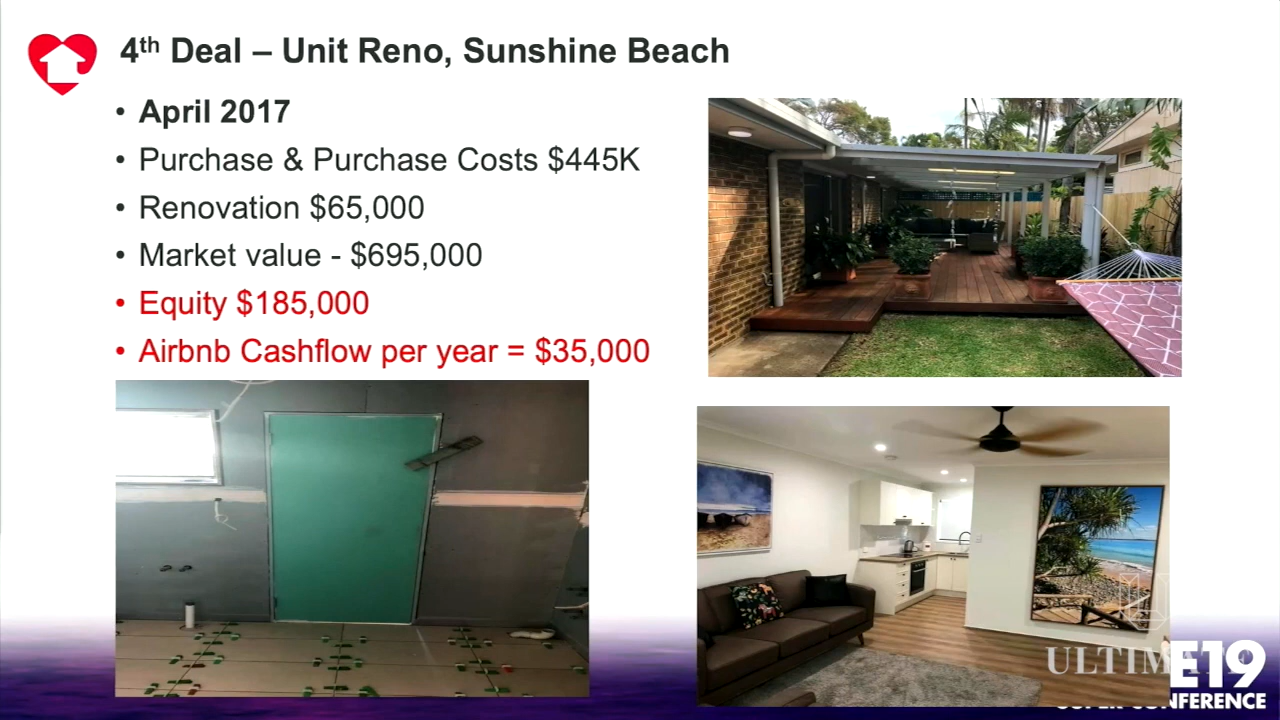 4th Deal – Unit Reno, Sunshine Beach
• April 2017
• Purchase & Purchase Costs $445K
• Renovation $65,000
• Market value - $695,000
• Equity $185,000
• Airbnb Cashflow per year = $35,000
E19
CONFERENCE